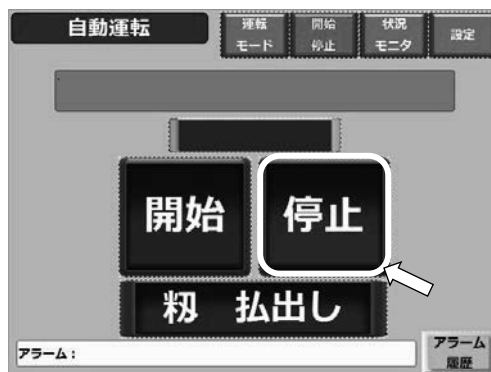 自動運転
運転
モード
開始
停止
状況
モニタ
設定
開始
停止
籾 払出し
アラーム：
アラーム
履歴